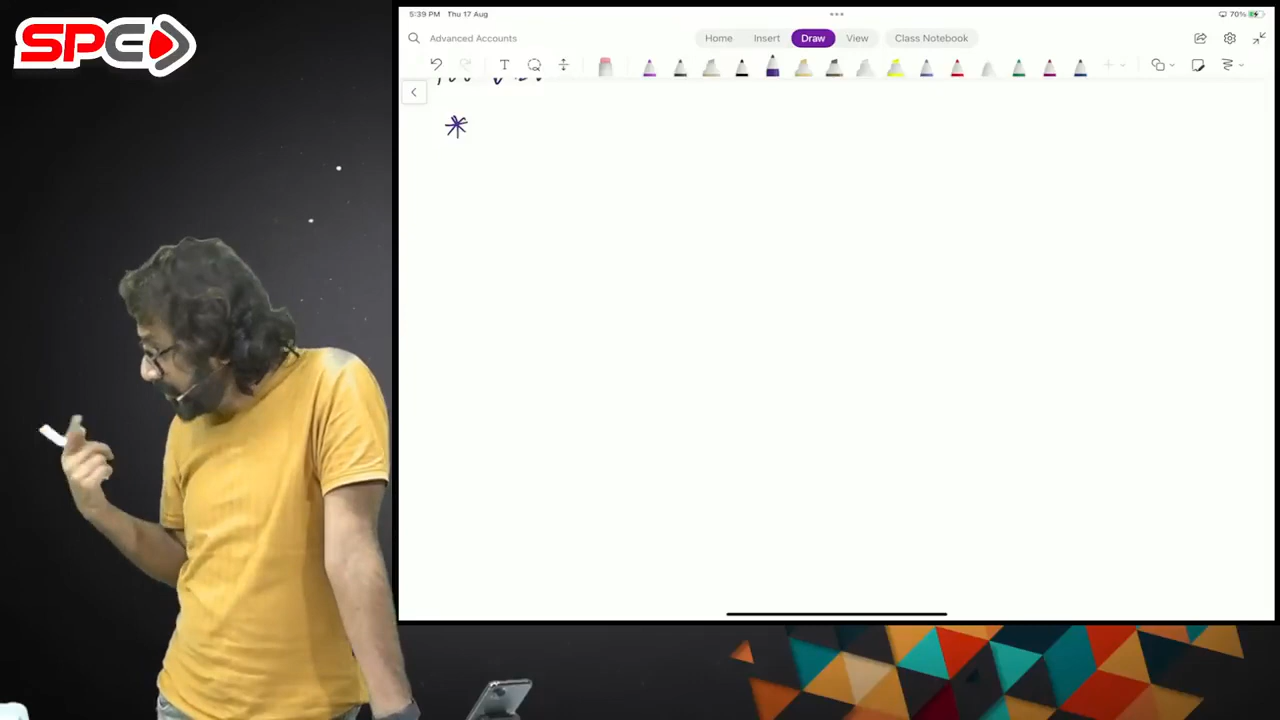 SPE
5:39 PM Thu 17 Aug
70%
Advanced Accounts
Home Insert Draw View Class Notebook
T
*